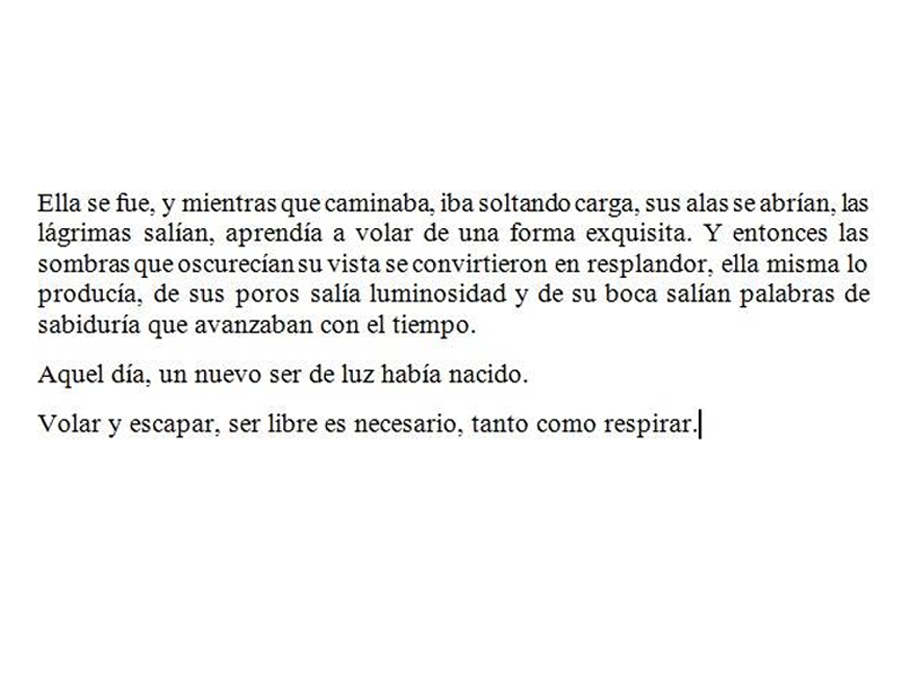 Ella se fue, y mientras que caminaba, iba soltando carga, sus alas se abrían, las
lágrimas salían, aprendía a volar de una forma exquisita. Y entonces las
sombras que oscurecían su vista se convirtieron en resplandor, ella misma lo
producía, de sus poros salía luminosidad y de su boca salían palabras de
sabiduría que avanzaban con el tiempo.
Aquel día, un nuevo ser de luz había nacido.
Volar y escapar, ser libre es necesario, tanto como respirar.